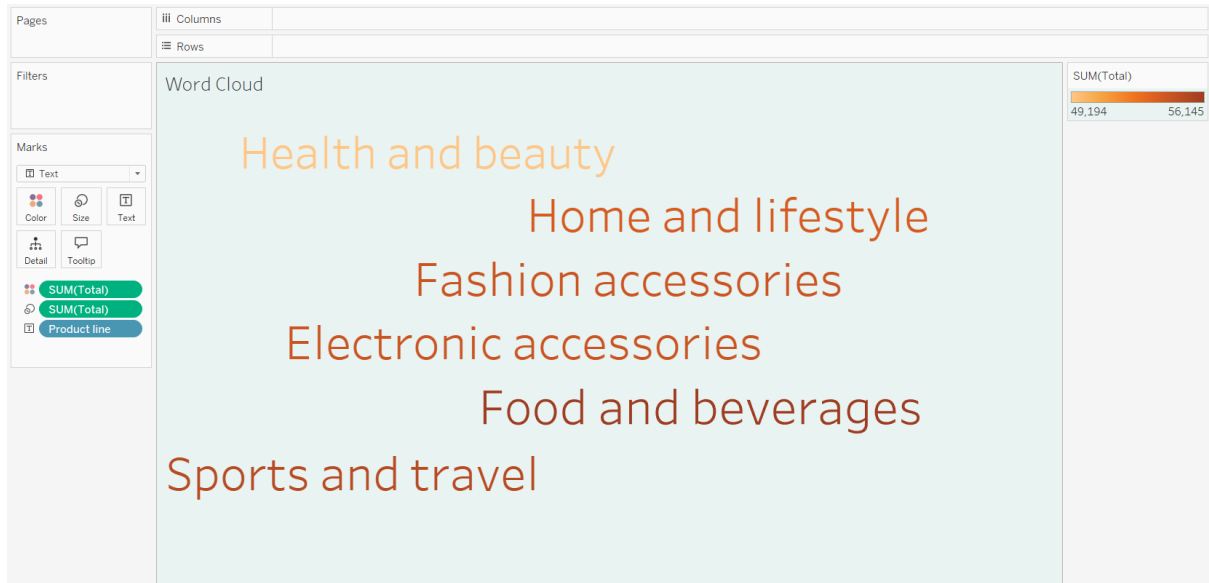 Pages
Columns
Rows
Filters
Word Cloud
SUM(Total)
49,194 56,145
Marks
Text
Color Size Text
Detail Tooltip
SUM(Total)
SUM(Total)
Product line
Health and beauty
Home and lifestyle
Fashion accessories
Electronic accessories
Food and beverages
Sports and travel